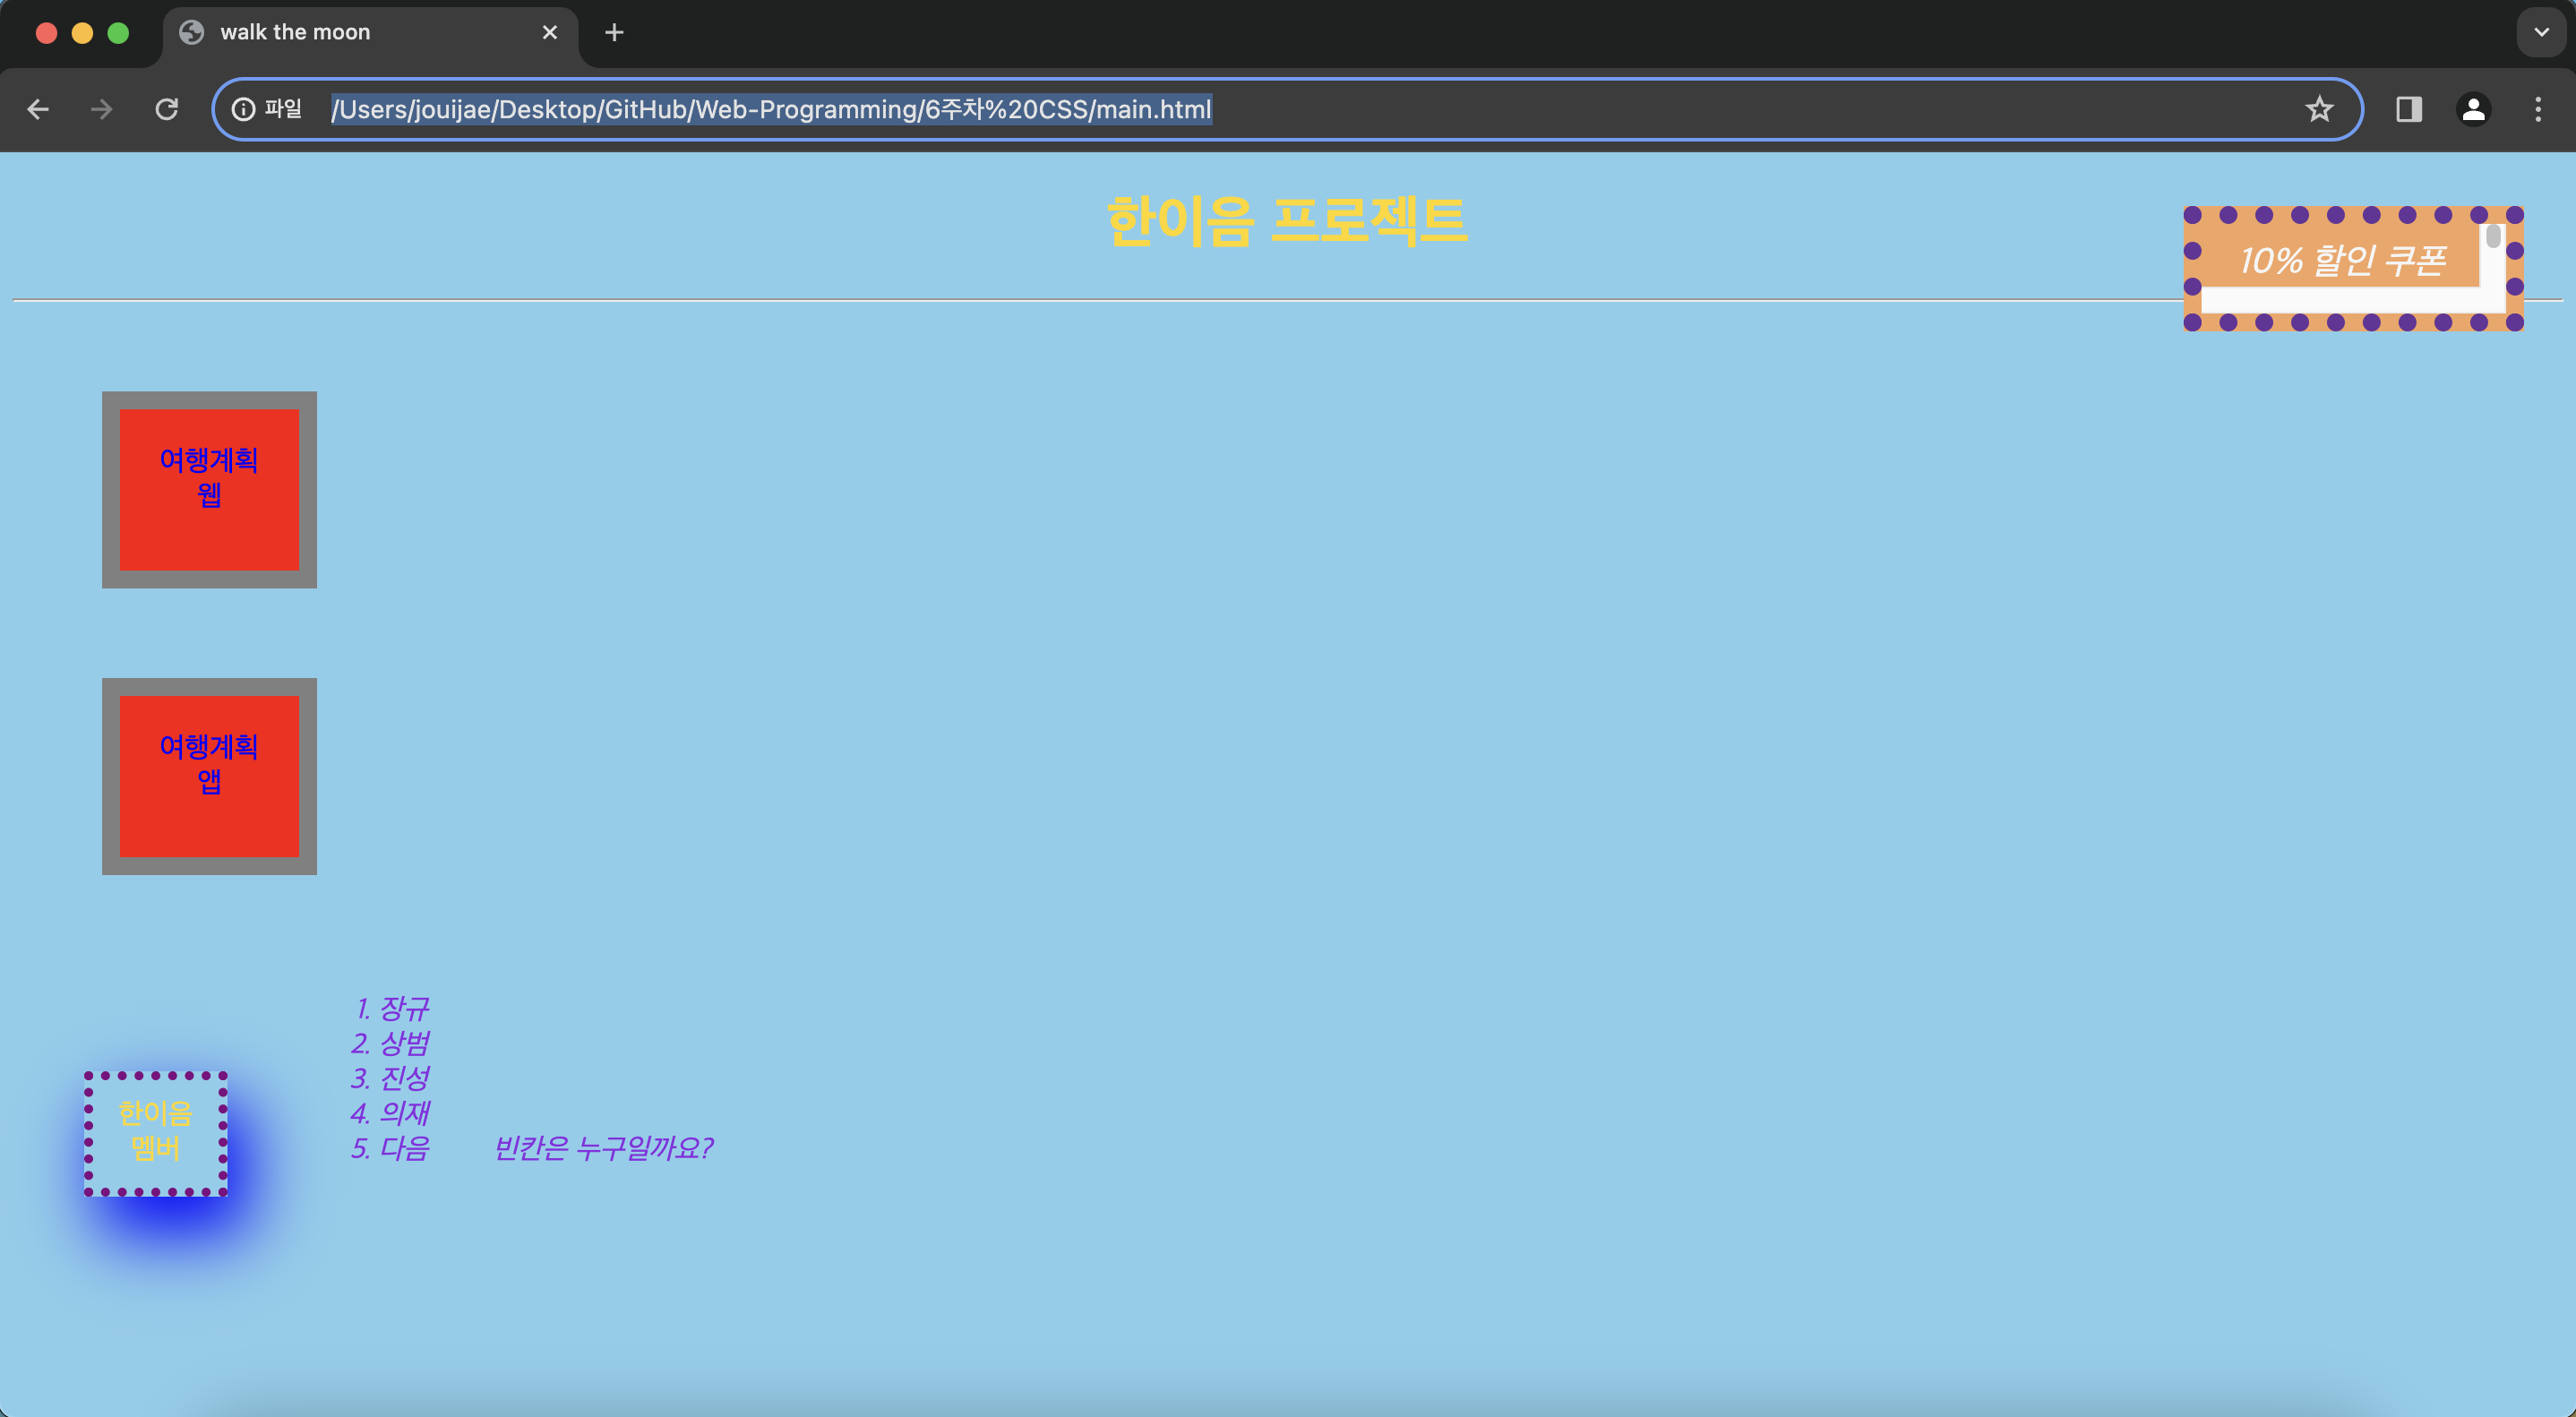 walk the moon
파일 /Users/jouijae/Desktop/GitHub/Web-Programming/6주차%20CSS/main.html
한이음 프로젝트
10% 할인 쿠폰
여행계획
웹
여행계획
앱
1. 장규
2. 상범
3. 진성
4. 의재
5. 다음 빈칸은 누구일까요?
한이음
멤버